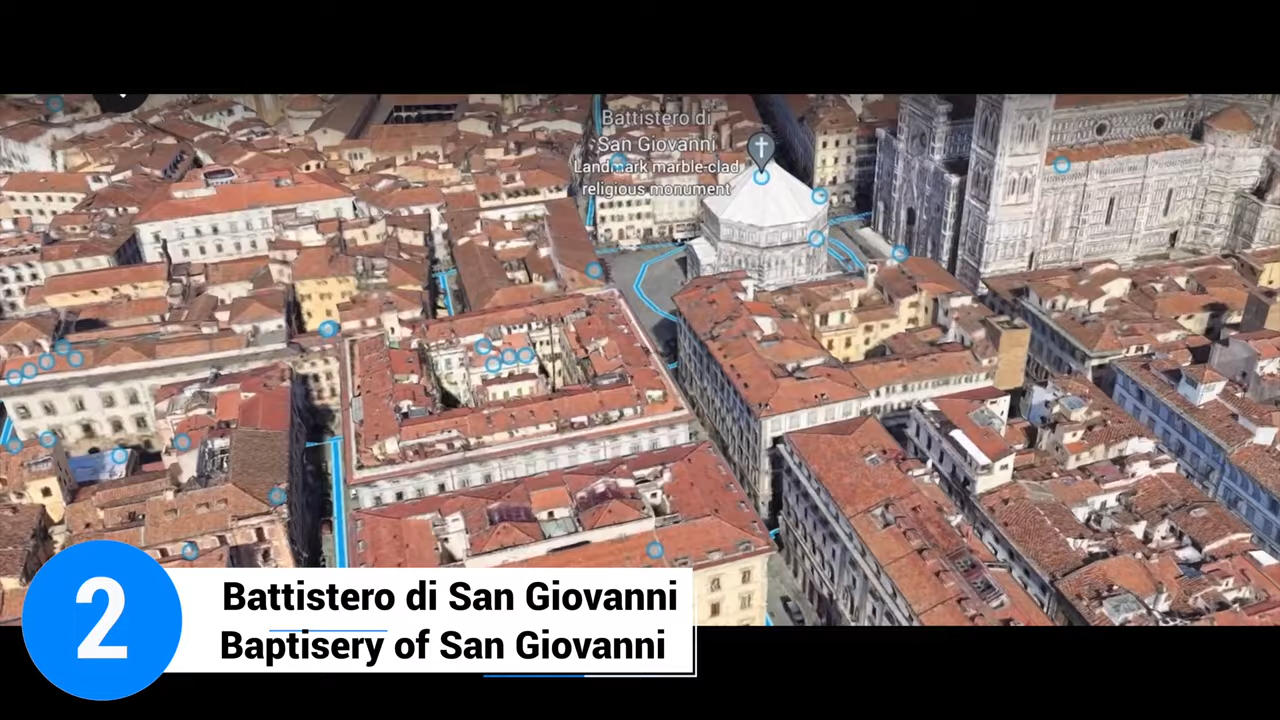 Battistero di
San Giovanni
Landmark marble-clad
religious monument
2
Battistero di San Giovanni
Baptisery of San Giovanni